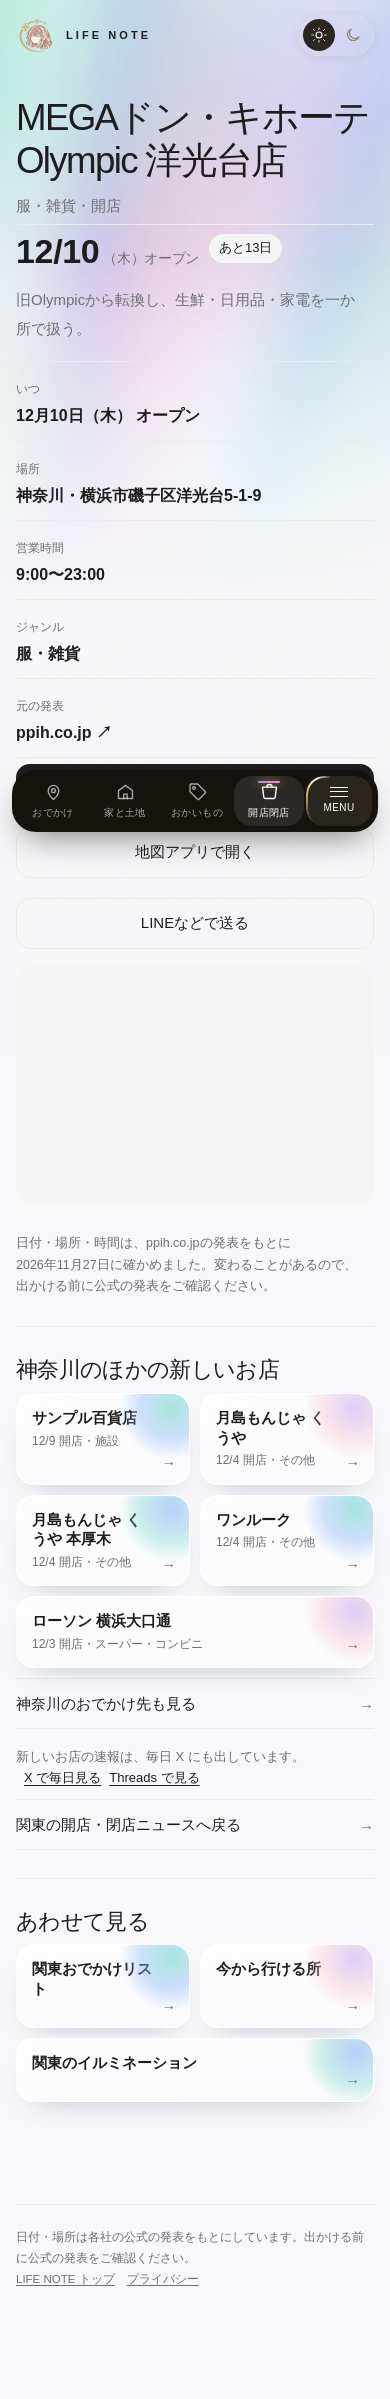 LIFE NOTE
MEGAドン・キホーテ
Olympic 洋光台店
服・雑貨・開店
12/10（木）オープン あと13日
旧Olympicから転換し、生鮮・日用品・家電を一か
所で扱う。
いつ
12月10日（木） オープン
場所
神奈川・横浜市磯子区洋光台5-1-9
営業時間
9:00〜23:00
ジャンル
服・雑貨
元の発表
ppih.co.jp ↗
おでかけ 家と土地 おかいもの 開店閉店 MENU
地図アプリで開く
LINEなどで送る
日付・場所・時間は、ppih.co.jpの発表をもとに
2026年11月27日に確かめました。変わることがあるので、
出かける前に公式の発表をご確認ください。
神奈川のほかの新しいお店
サンプル百貨店
12/9 開店・施設
→
月島もんじゃ く
うや
12/4 開店・その他
→
月島もんじゃ く
うや 本厚木
12/4 開店・その他
→
ワンルーク
12/4 開店・その他
→
ローソン 横浜大口通
12/3 開店・スーパー・コンビニ
→
神奈川のおでかけ先も見る →
新しいお店の速報は、毎日 X にも出しています。
X で毎日見る Threads で見る
関東の開店・閉店ニュースへ戻る →
あわせて見る
関東おでかけリス
ト
→
今から行ける所
→
関東のイルミネーション
→
日付・場所は各社の公式の発表をもとにしています。出かける前
に公式の発表をご確認ください。
LIFE NOTE トップ プライバシー